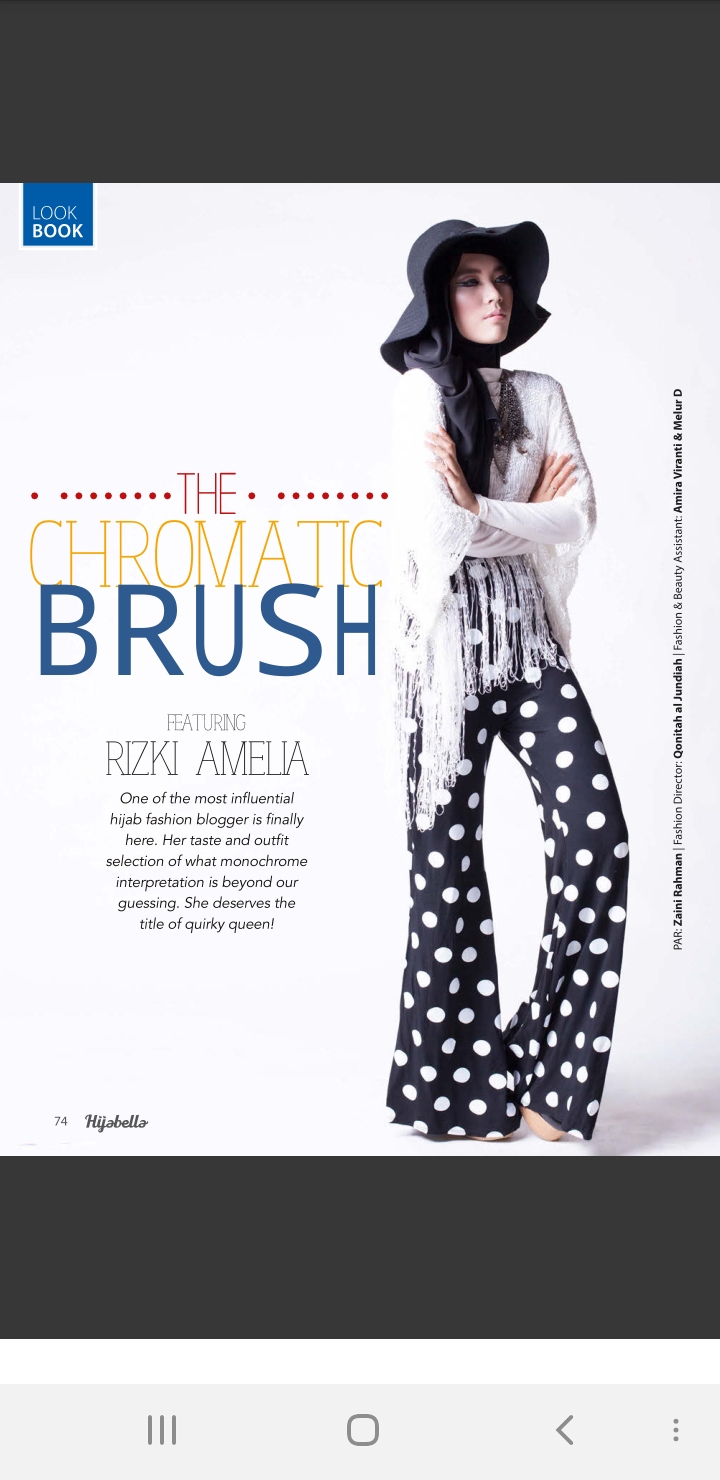 LOOK
BOOK
THE
CHROMATIC
BRUSH
FEATURING
RIZKI AMELIA
One of the most influential
hijab fashion blogger is finally
here. Her taste and outfit
selection of what monochrome
interpretation is beyond our
guessing. She deserves the
title of quirky queen!
PAR: Zaini Rahman | Fashion Director: Qonitah al Jundiah | Fashion & Beauty Assistant: Amira Viranti & Melur D
74 Hijabella